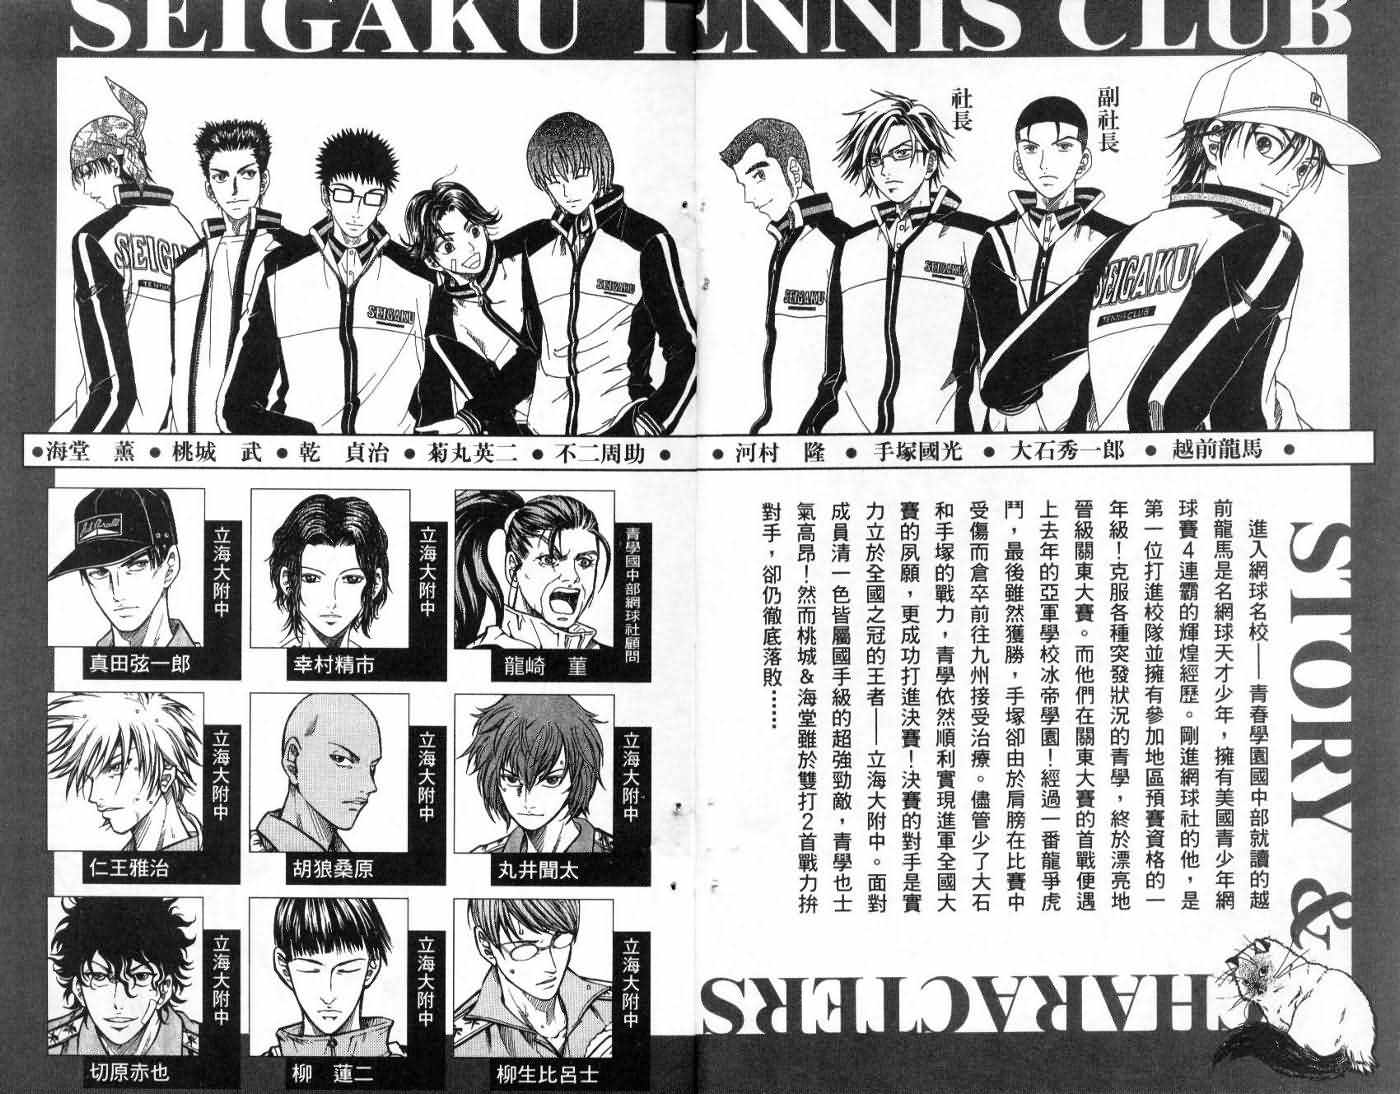 SEIGAKU TENNIS CLUB
社長
副社長
SEIGAKU
TENNIS CLUB
SEIGAKU
SEIGAKU
SEIGAKU
SEIGAKU
●海堂　薫 ● 桃城　武 ● 乾　貞治 ● 菊丸英二 ● 不二周助 ●
● 河村　隆 ● 手塚國光 ● 大石秀一郎 ● 越前龍馬 ●
STORY &
CHARACTERS
進入網球名校——青春學園國中部就讀的越
前龍馬是名網球天才少年，擁有美國青少年網
球賽4連霸的輝煌經歷。剛進網球社的他，是
第一位打進校隊並擁有參加地區預賽資格的一
年級！克服各種突發狀況的青學，終於漂亮地
晉級關東大賽。而他們在關東大賽的首戰便遇
上去年的亞軍學校冰帝學園！經過一番龍爭虎
鬥，最後雖然獲勝，手塚卻由於肩膀在比賽中
受傷而倉卒前往九州接受治療。儘管少了大石
和手塚的戰力，青學依然順利實現進軍全國大
賽的夙願，更成功打進決賽！決賽的對手是實
力立於全國之冠的王者——立海大附中。面對
成員清一色皆屬國手級的超強勁敵，青學也士
氣高昂！然而桃城&海堂雖於雙打2首戰力拚
對手，卻仍徹底落敗……
青學國中部網球社顧問
龍崎　菫
立海大附中
幸村精市
立海大附中
真田弦一郎
立海大附中
丸井聞太
立海大附中
胡狼桑原
立海大附中
仁王雅治
立海大附中
柳生比呂士
立海大附中
柳　蓮二
立海大附中
切原赤也